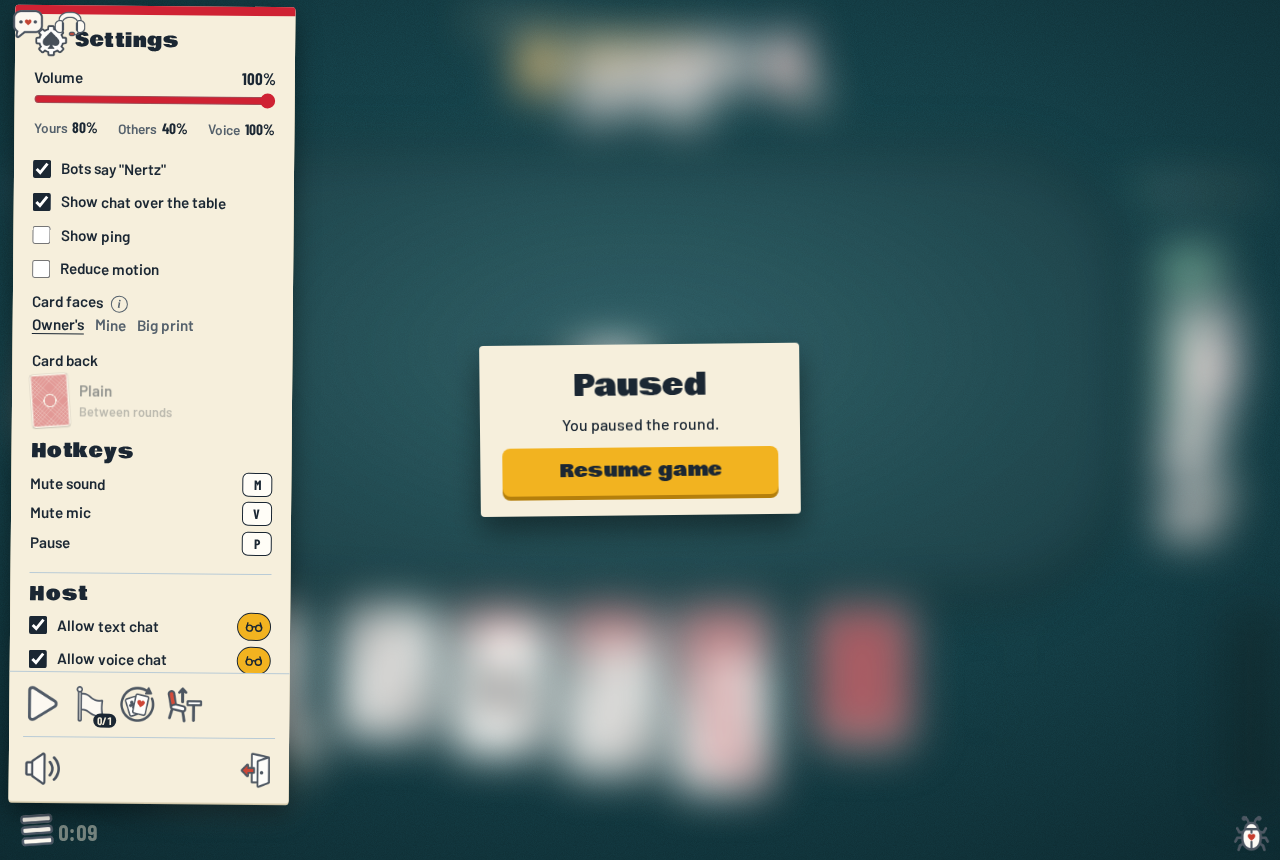 Settings
Volume 100%
Yours 80% Others 40% Voice 100%
Bots say "Nertz"
Show chat over the table
Show ping
Reduce motion
Card faces i
Owner's Mine Big print
Card back
Plain
Between rounds
Hotkeys
Mute sound M
Mute mic V
Pause P
Host
Allow text chat
Allow voice chat
0/1
0:09
Paused
You paused the round.
Resume game